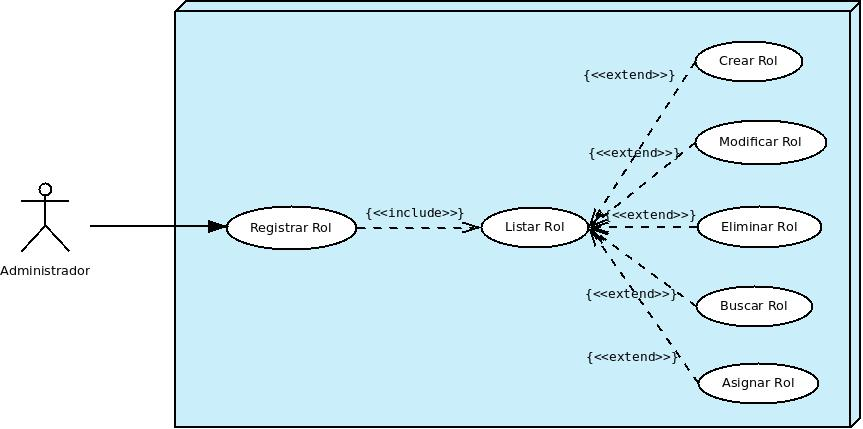 Crear Rol
{<<extend>>}
Modificar Rol
{<<extend>>}
{<<include>>}
{<<extend>>}
Registrar Rol
Listar Rol
Eliminar Rol
Administrador
{<<extend>>}
Buscar Rol
{<<extend>>}
Asignar Rol